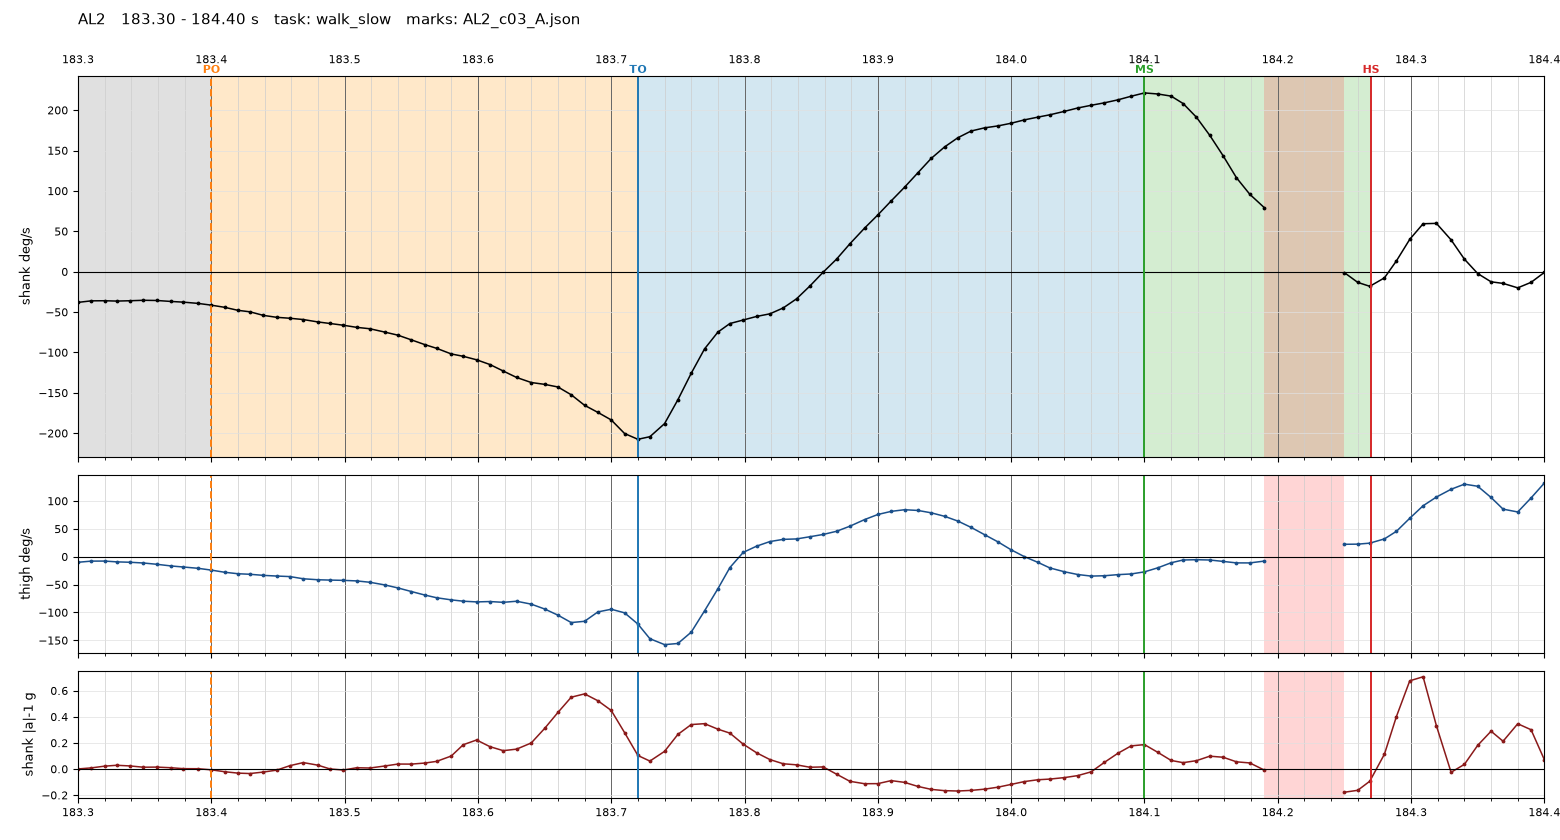 AL2   183.30 - 184.40 s   task: walk_slow   marks: AL2_c03_A.json
183.3 183.4 183.5 183.6 183.7 183.8 183.9 184.0 184.1 184.2 184.3 184.4
PO TO MS HS
shank deg/s
200
150
100
50
0
−50
−100
−150
−200
thigh deg/s
100
50
0
−50
−100
−150
shank |a|-1 g
0.6
0.4
0.2
0.0
−0.2
183.3 183.4 183.5 183.6 183.7 183.8 183.9 184.0 184.1 184.2 184.3 184.4